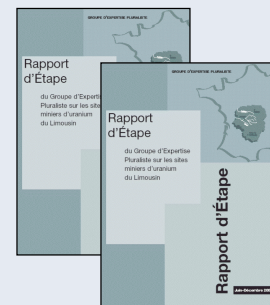 GROUPE D'EXPERTISE PLURALISTE
Rapport
d'Étape
du Groupe d'Experti
Pluraliste sur les sites
miniers d'uranium
du Limousin
GROUPE D'EXPERTISE PLURALISTE
Rapport
d'Étape
du Groupe d'Expertise
Pluraliste sur les sites
miniers d'uranium
du Limousin
Rapport d'Étape